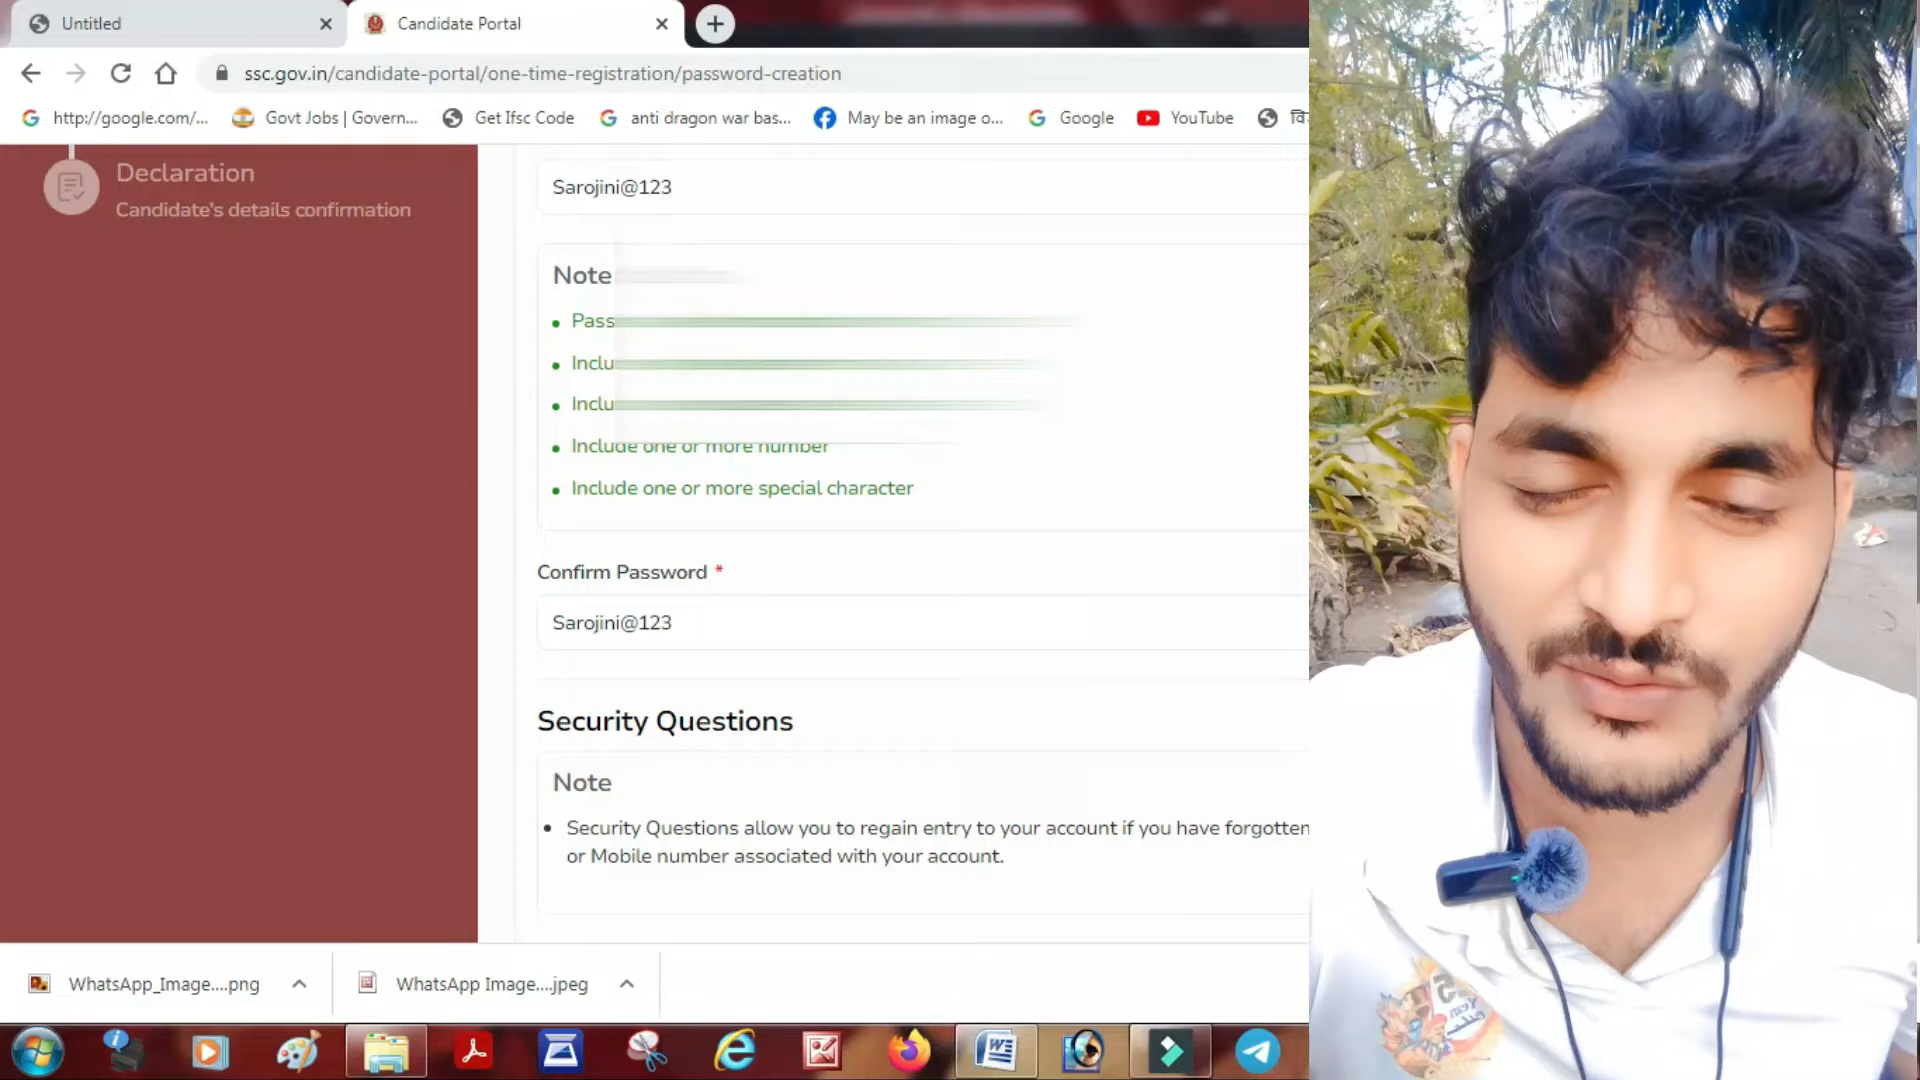 Untitled
Candidate Portal
ssc.gov.in/candidate-portal/one-time-registration/password-creation
http://google.com/...
Govt Jobs | Govern...
Get Ifsc Code
anti dragon war bas...
May be an image o...
Google
YouTube
Declaration
Candidate's details confirmation
Sarojini@123
Note
Pass
Inclu
Inclu
Include one or more number
Include one or more special character
Confirm Password *
Sarojini@123
Security Questions
Note
Security Questions allow you to regain entry to your account if you have forgotten
or Mobile number associated with your account.
WhatsApp_Image....png
WhatsApp Image....jpeg